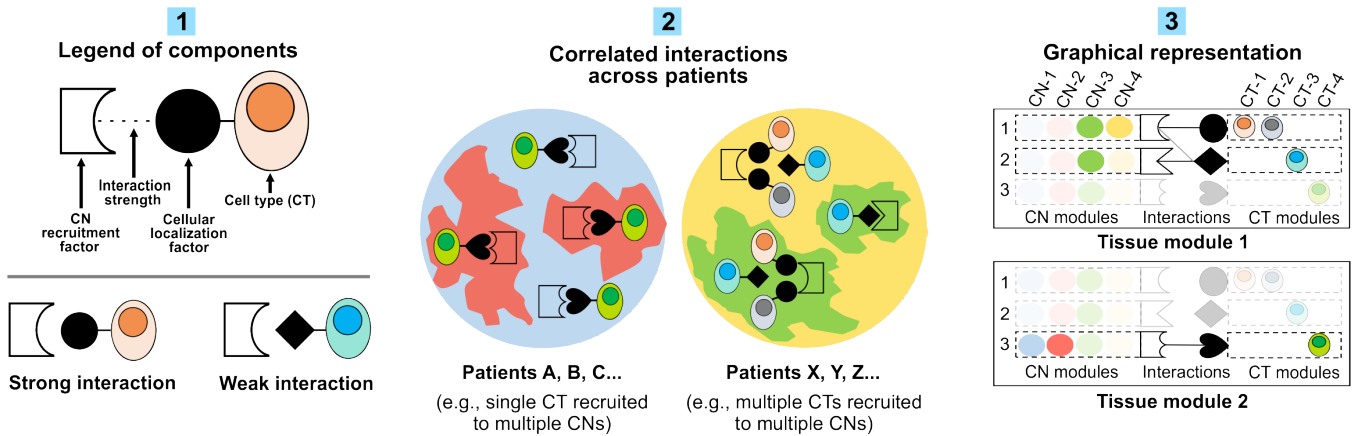 1
Legend of components
Interaction
strength
CN
recruitment
factor
Cellular
localization
factor
Cell type (CT)
Strong interaction
Weak interaction
2
Correlated interactions
across patients
Patients A, B, C...
(e.g., single CT recruited
to multiple CNs)
Patients X, Y, Z...
(e.g., multiple CTs recruited
to multiple CNs)
3
Graphical representation
CN-1 CN-2 CN-3 CN-4 CT-1 CT-2 CT-3 CT-4
1
2
3
CN modules Interactions CT modules
Tissue module 1
1
2
3
CN modules Interactions CT modules
Tissue module 2